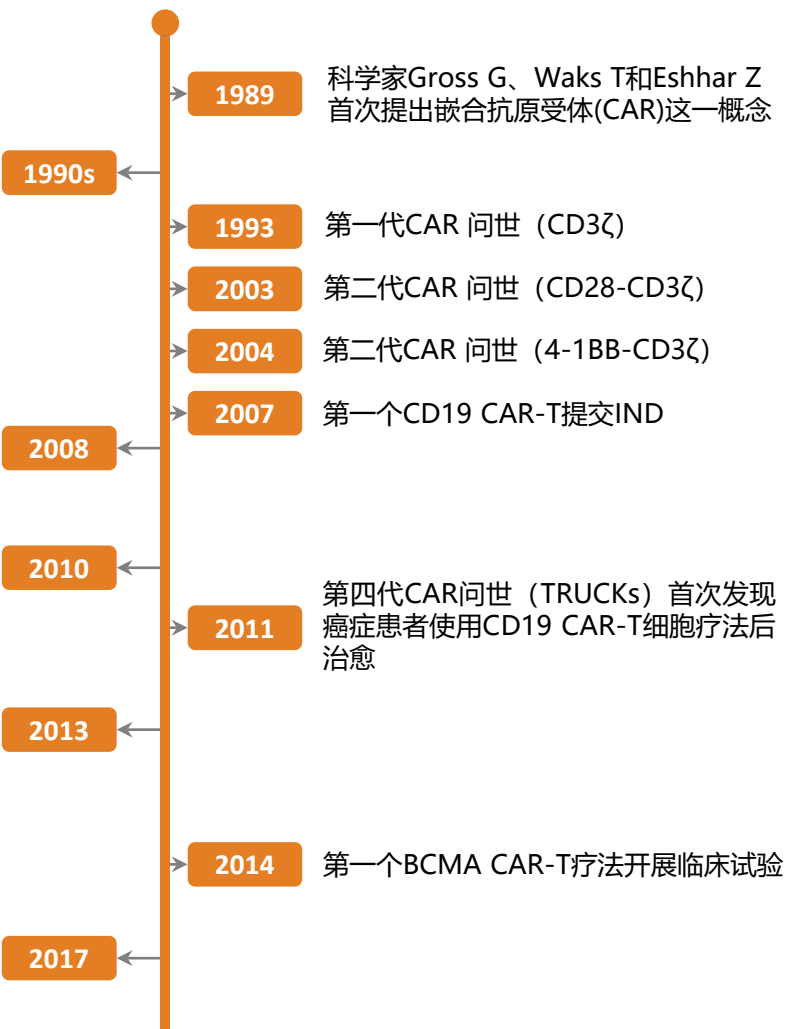 1989
科学家Gross G、Waks T和Eshhar Z
首次提出嵌合抗原受体(CAR)这一概念
1990s
1993
第一代CAR 问世（CD3ζ）
2003
第二代CAR 问世（CD28-CD3ζ）
2004
第二代CAR 问世（4-1BB-CD3ζ）
2007
第一个CD19 CAR-T提交IND
2008
2010
2011
第四代CAR问世（TRUCKs）首次发现
癌症患者使用CD19 CAR-T细胞疗法后
治愈
2013
2014
第一个BCMA CAR-T疗法开展临床试验
2017